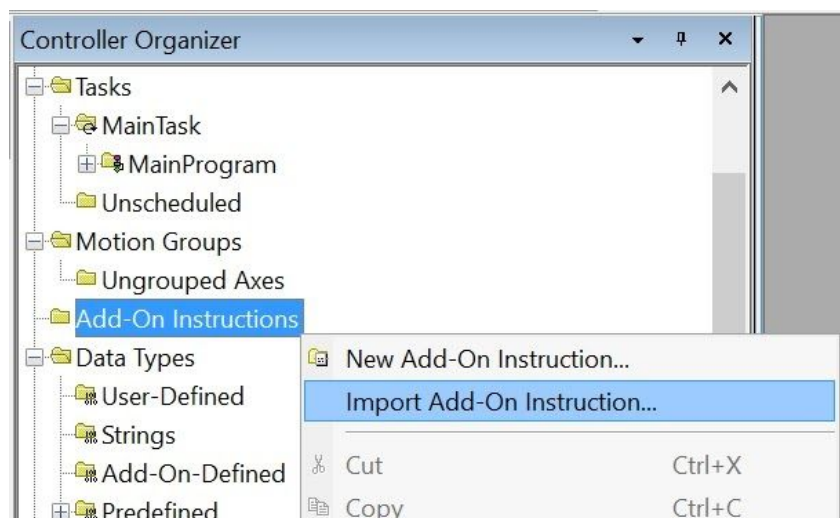 Controller Organizer
Tasks
MainTask
MainProgram
Unscheduled
Motion Groups
Ungrouped Axes
Add-On Instructions
Data Types
New Add-On Instruction...
User-Defined
Import Add-On Instruction...
Strings
Add-On-Defined
Cut Ctrl+X
Predefined
Copy Ctrl+C